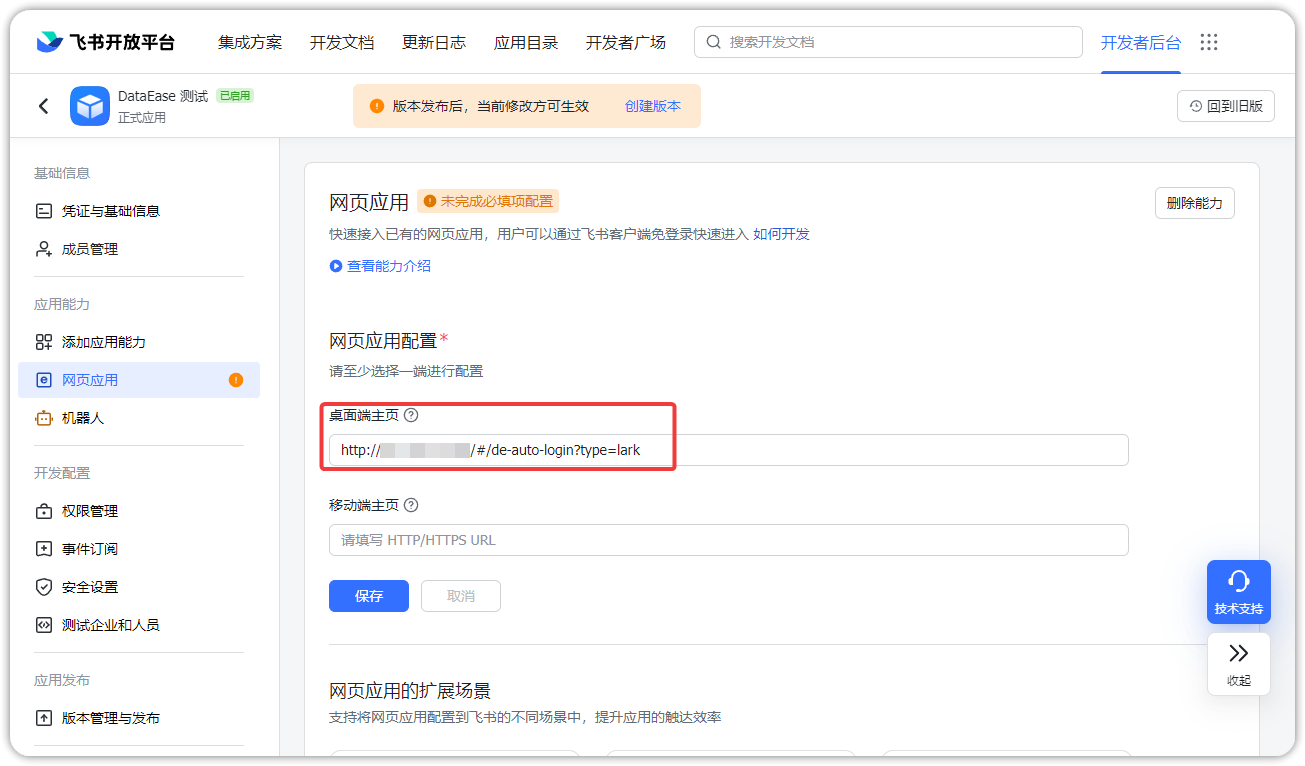 飞书开放平台 集成方案 开发文档 更新日志 应用目录 开发者广场 搜索开发文档 开发者后台
DataEase 测试 已启用
正式应用
版本发布后，当前修改方可生效 创建版本
回到旧版
基础信息
凭证与基础信息
成员管理
应用能力
添加应用能力
网页应用
机器人
开发配置
权限管理
事件订阅
安全设置
测试企业和人员
应用发布
版本管理与发布
网页应用 未完成必填项配置
删除能力
快速接入已有的网页应用，用户可以通过飞书客户端免登录快速进入 如何开发
查看能力介绍
网页应用配置*
请至少选择一端进行配置
桌面端主页
http:// /#/de-auto-login?type=lark
移动端主页
请填写 HTTP/HTTPS URL
保存 取消
网页应用的扩展场景
支持将网页应用配置到飞书的不同场景中，提升应用的触达效率
技术支持
收起